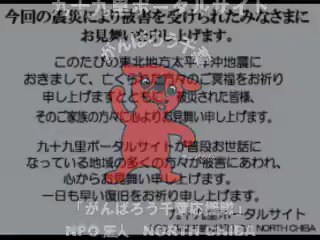 九十九里ポータルサイト
今回の震災により被害を受けられたみなさまに
お見舞い申し上げます。
がんばろう千葉
このたびの東北地方太平洋沖地震に
おきまして、亡くなられた方々のご冥福をお祈り
申し上げますとともに、被災された皆様、
そのご家族の方々に心よりお見舞い申し上げます。
九十九里ポータルサイトが普段お世話に
なっている地域の多くの方々が被害にあわれ、
心からお見舞い申し上げます。
一日も早い復旧をお祈り申し上げます。
「がんばろう千葉応援戦」
九十九里ポータルサイト
NPO法人 NORTH CHIBA
NORTH CHIBA